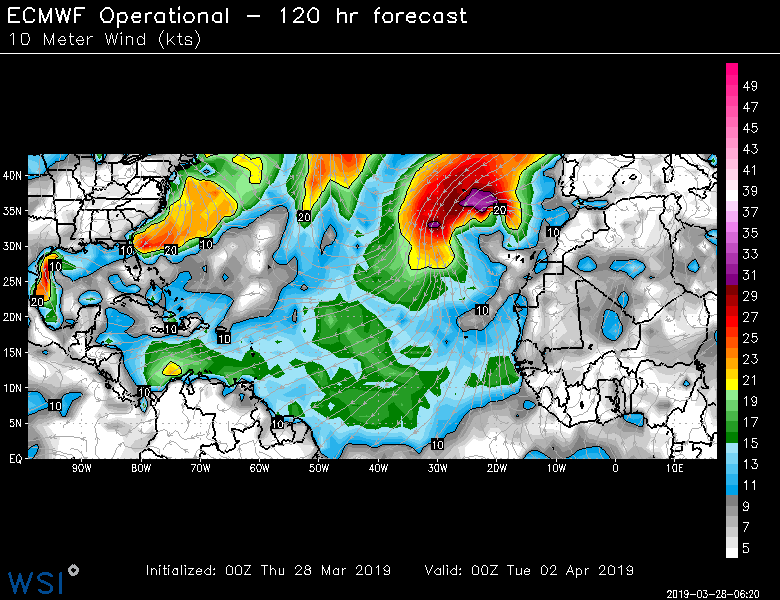 ECMWF Operational – 120 hr forecast
10 Meter Wind (kts)
49
47
45
43
41
39
37
35
33
31
29
27
25
23
21
19
17
15
13
11
9
7
5
40N
35N
30N
25N
20N
15N
10N
5N
EQ
20
20
10
10
20
10
10
20
10
10
10
10
10
10
10
90W
80W
70W
60W
50W
40W
30W
20W
10W
0
10E
Initialized: 00Z Thu 28 Mar 2019
Valid: 00Z Tue 02 Apr 2019
WSI
2019-03-28-06:20